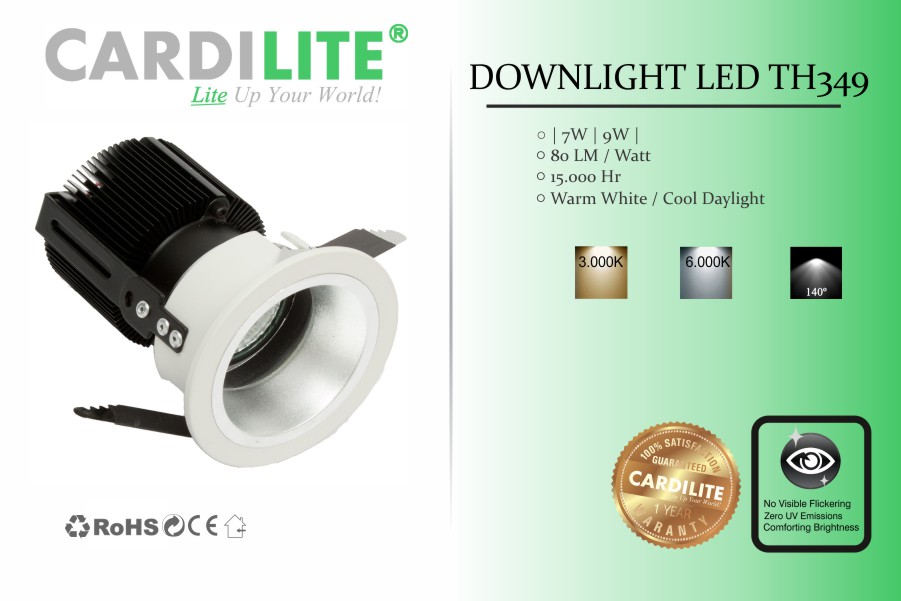 CARDILITE®
Lite Up Your World!
DOWNLIGHT LED TH349
| 7W | 9W |
80 LM / Watt
15.000 Hr
Warm White / Cool Daylight
3.000K
6.000K
140º
100% SATISFACTION
GUARANTEED
CARDILITE
Lite Up Your World!
1 YEAR
WARANTY
No Visible Flickering
Zero UV Emissions
Comforting Brightness
RoHS CE